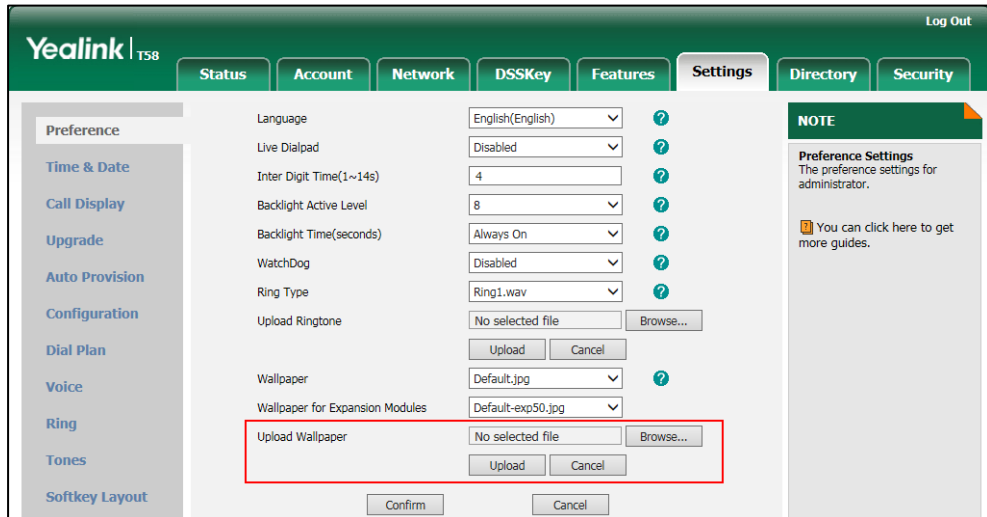 Log Out
Yealink T58
Status Account Network DSSKey Features Settings Directory Security
Preference
Time & Date
Call Display
Upgrade
Auto Provision
Configuration
Dial Plan
Voice
Ring
Tones
Softkey Layout
Language English(English) ?
Live Dialpad Disabled ?
Inter Digit Time(1~14s) 4 ?
Backlight Active Level 8 ?
Backlight Time(seconds) Always On ?
WatchDog Disabled ?
Ring Type Ring1.wav ?
Upload Ringtone No selected file Browse...
Upload Cancel
Wallpaper Default.jpg ?
Wallpaper for Expansion Modules Default-exp50.jpg
Upload Wallpaper No selected file Browse...
Upload Cancel
Confirm Cancel
NOTE
Preference Settings
The preference settings for
administrator.
? You can click here to get
more guides.